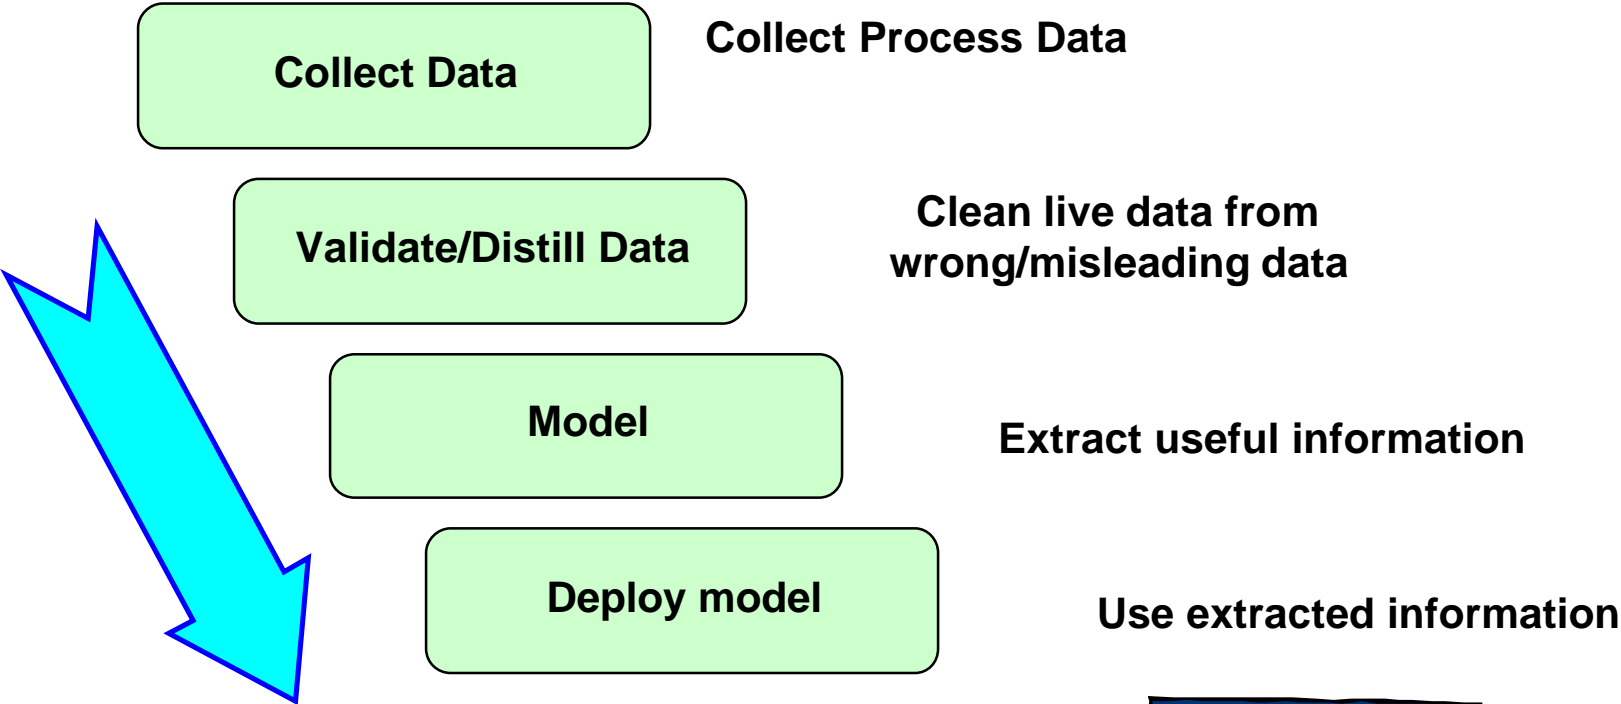 Collect Data
Collect Process Data
Validate/Distill Data
Clean live data from
wrong/misleading data
Model
Extract useful information
Deploy model
Use extracted information